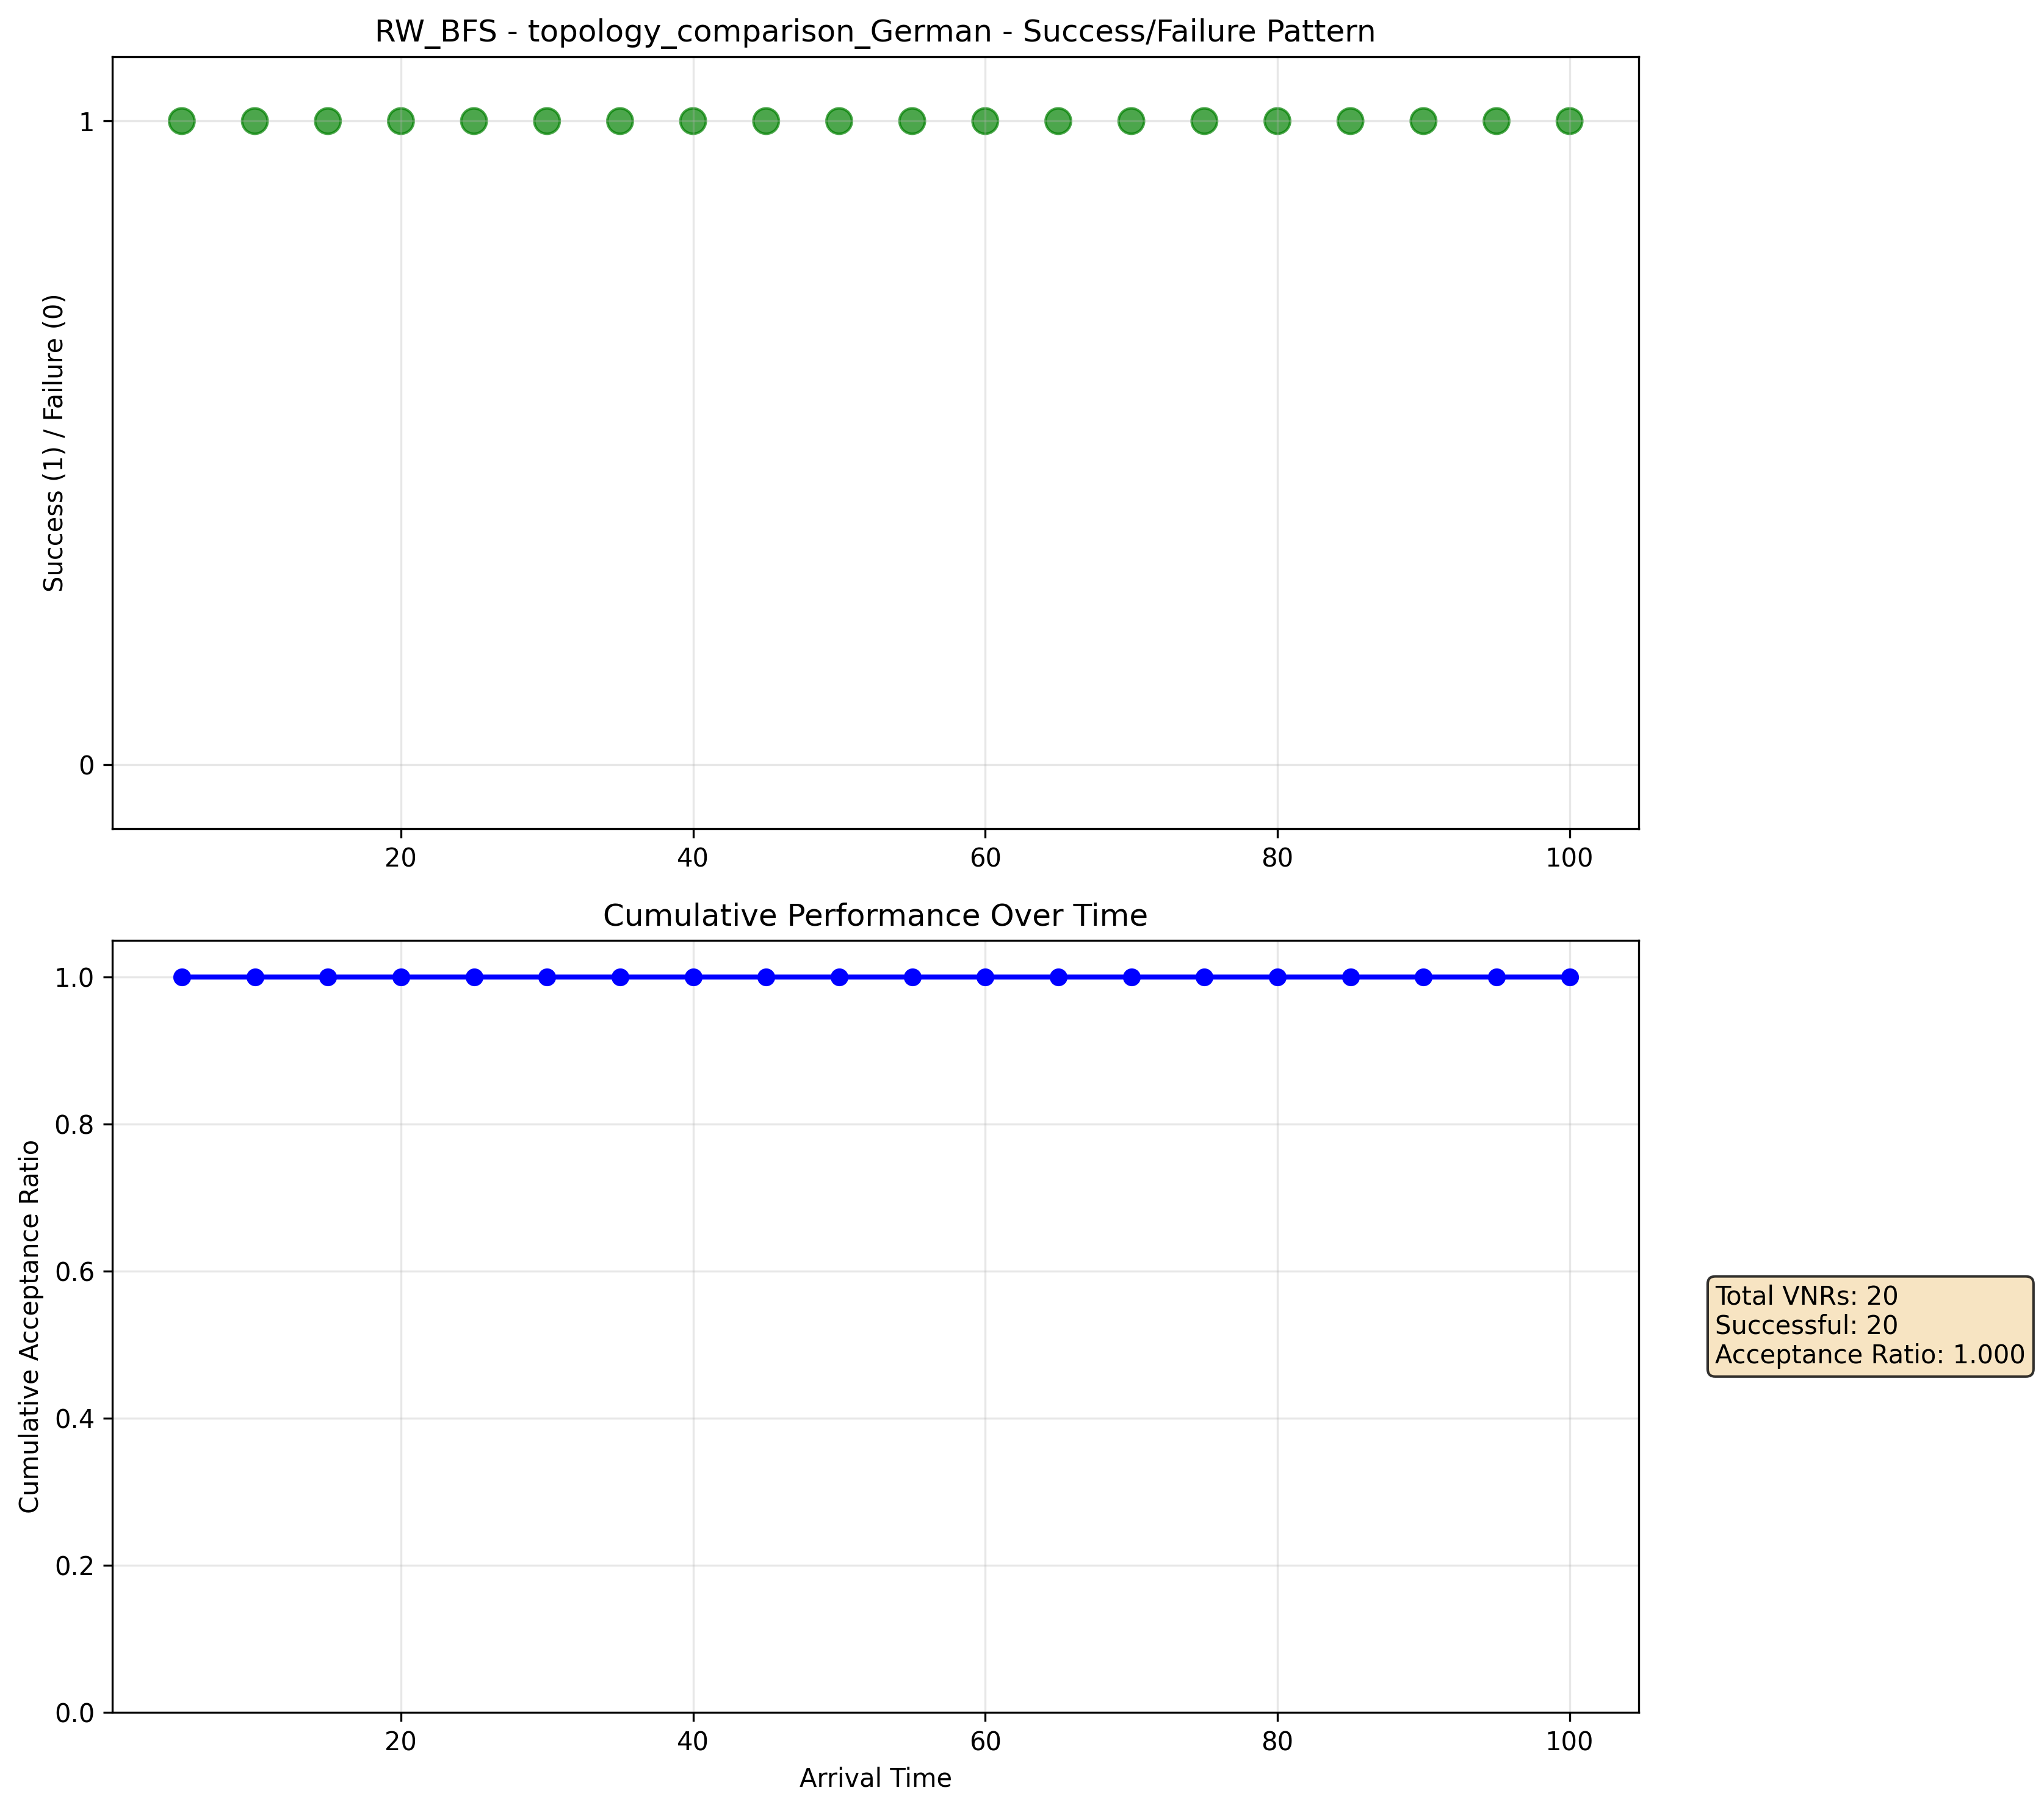 RW_BFS - topology_comparison_German - Success/Failure Pattern
Success (1) / Failure (0)
1
0
20 40 60 80 100
Cumulative Performance Over Time
Cumulative Acceptance Ratio
1.0
0.8
0.6
0.4
0.2
0.0
20 40 60 80 100
Arrival Time
Total VNRs: 20
Successful: 20
Acceptance Ratio: 1.000